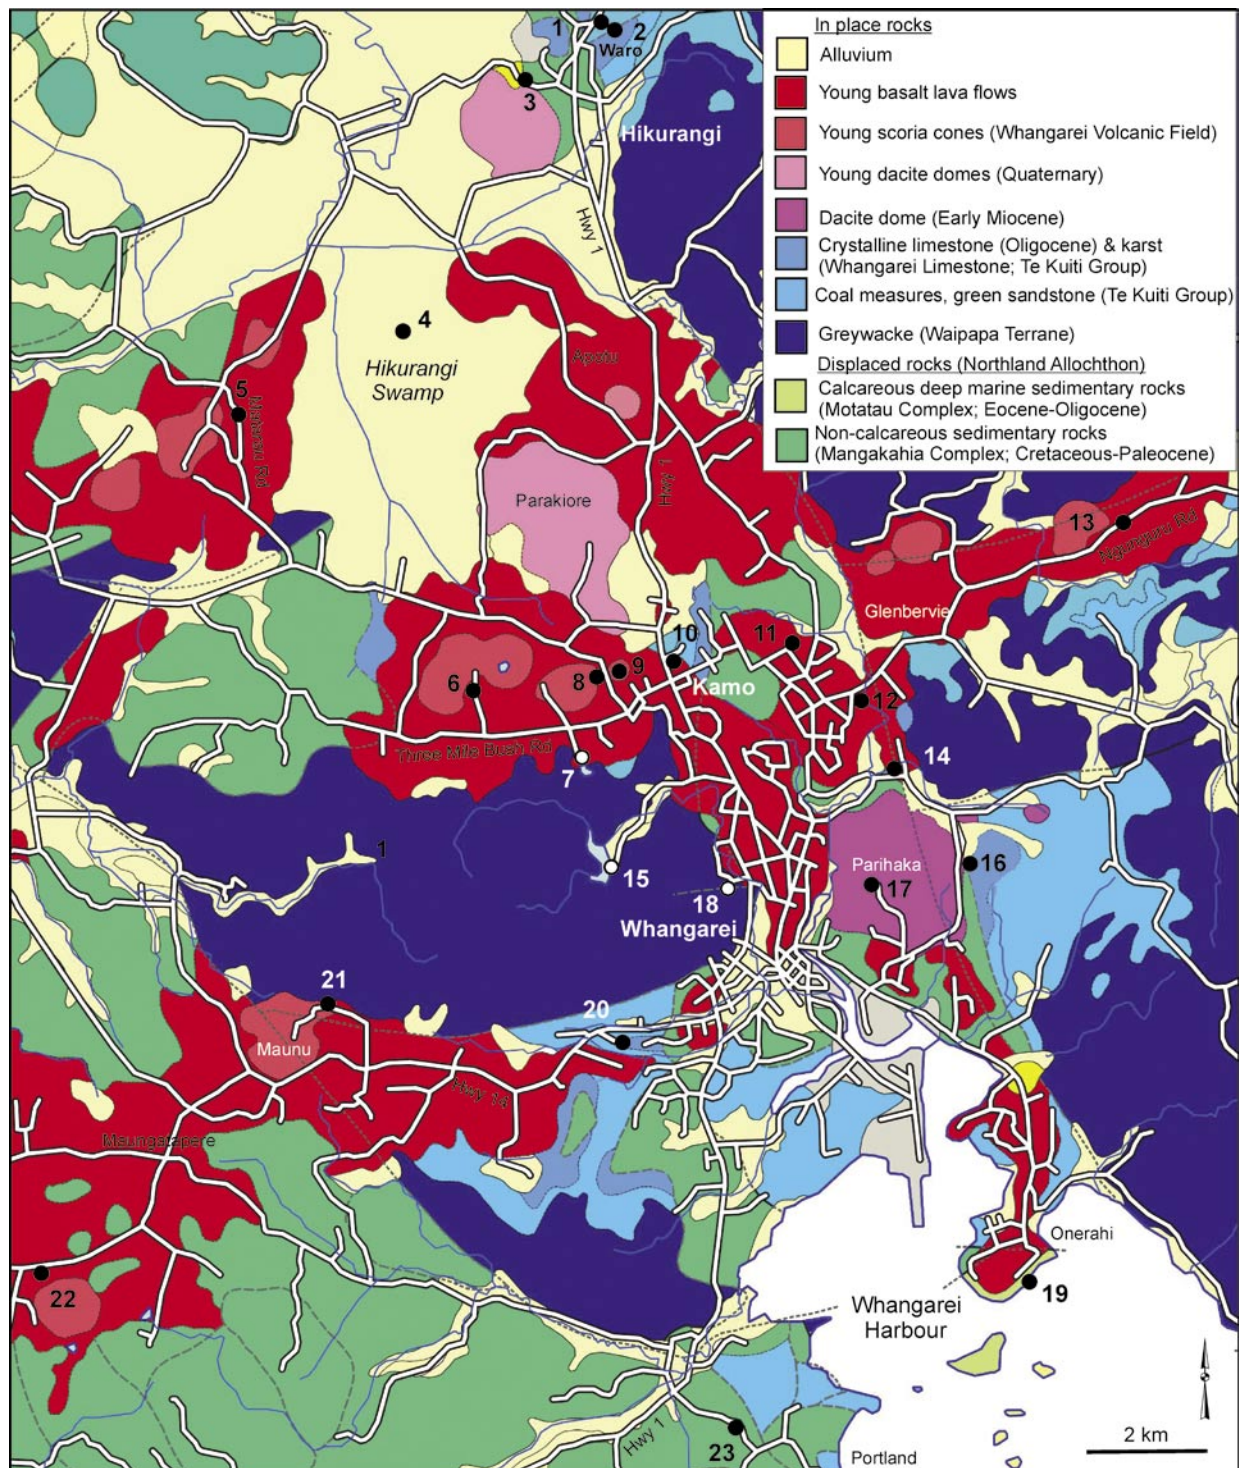 In place rocks
Alluvium
Young basalt lava flows
Young scoria cones (Whangarei Volcanic Field)
Young dacite domes (Quaternary)
Dacite dome (Early Miocene)
Crystalline limestone (Oligocene) & karst
(Whangarei Limestone; Te Kuiti Group)
Coal measures, green sandstone (Te Kuiti Group)
Greywacke (Waipapa Terrane)
Displaced rocks (Northland Allochthon)
Calcareous deep marine sedimentary rocks
(Motatau Complex; Eocene-Oligocene)
Non-calcareous sedimentary rocks
(Mangakahia Complex; Cretaceous-Paleocene)
1
2
Waro
3
Hikurangi
Hwy 1
4
Hikurangi
Swamp
Apotu
5
Matarau Rd
Hwy 1
Parakiore
13
Ngunguru Rd
Glenbervie
10
11
6
8
9
Kamo
12
Three Mile Bush Rd
7
14
1
15
Parihaka
16
17
18
Whangarei
21
20
Maunu
Hwy 14
Maungatapere
Onerahi
22
19
Whangarei
Harbour
2 km
Hwy 1
23
Portland